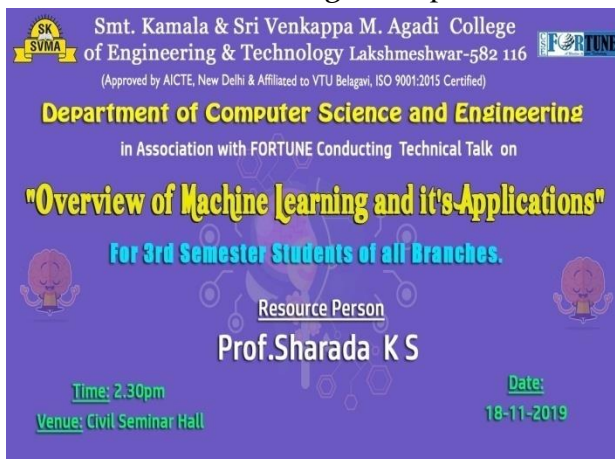 SK
SVMA
Smt. Kamala & Sri Venkappa M. Agadi College
of Engineering & Technology Lakshmeshwar-582 116
FORTUNE
(Approved by AICTE, New Delhi & Affiliated to VTU Belagavi, ISO 9001:2015 Certified)
Department of Computer Science and Engineering
in Association with FORTUNE Conducting Technical Talk on
"Overview of Machine Learning and it's Applications"
For 3rd Semester Students of all Branches.
Resource Person
Prof.Sharada K S
Time: 2.30pm
Venue: Civil Seminar Hall
Date:
18-11-2019